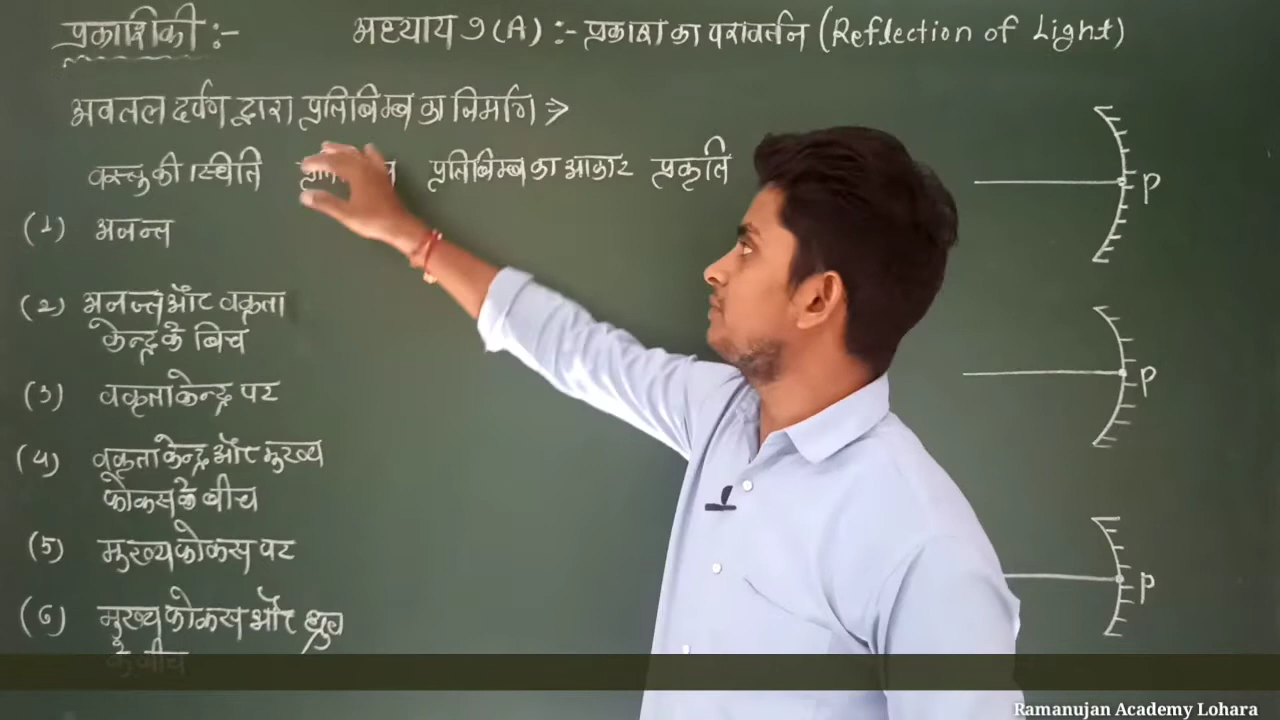 प्रकाशिकी :-
अध्याय 7(A) :- प्रकाश का परावर्तन (Reflection of Light)
अवतल दर्पण द्वारा प्रतिबिम्ब का निर्माण →
वस्तु की स्थिति प्रतिबिम्ब का आकार प्रकृति
(1) अनन्त
(2) अनन्त और वक्रता
केन्द्र के बिच
(3) वक्रता केन्द्र पर
(4) वक्रता केन्द्र और मुख्य
फोकस के बीच
(5) मुख्य फोकस पर
(6) मुख्य फोकस और ध्रुव
के बीच
P
P
P
Ramanujan Academy Lohara